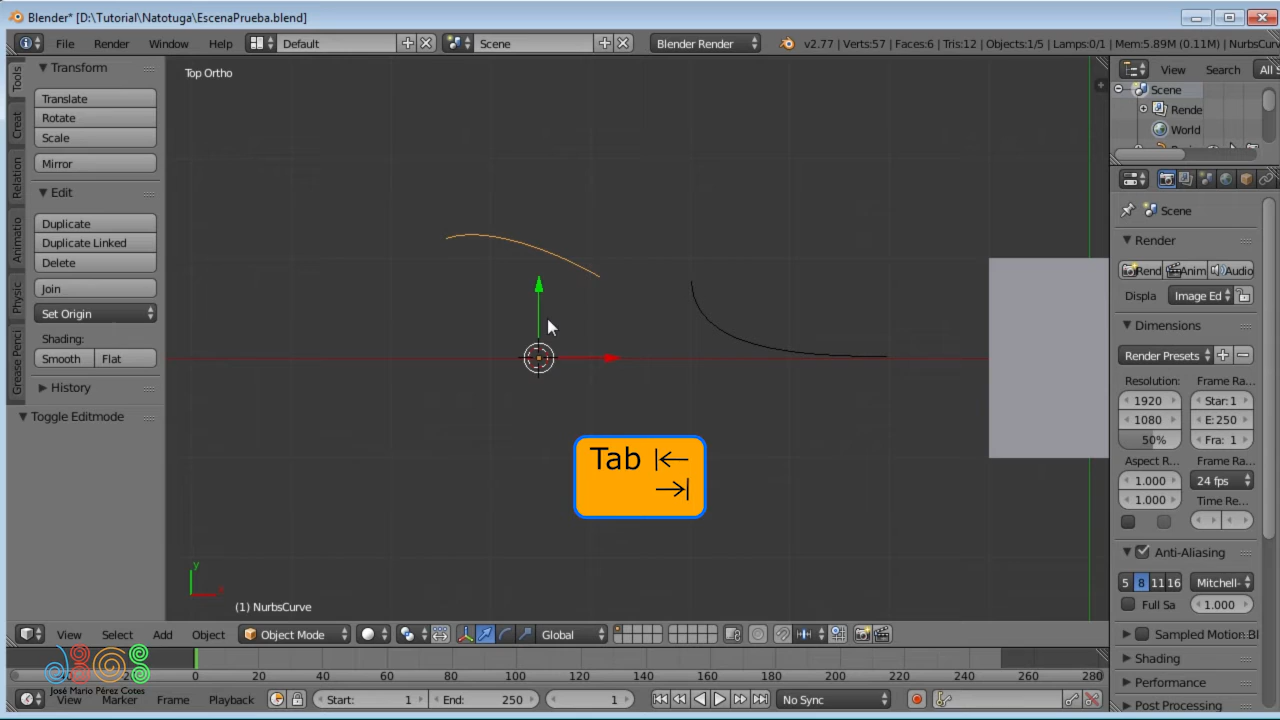 Blender* [D:\Tutorial\Natotuga\EscenaPrueba.blend]
File Render Window Help Default Scene Blender Render v2.77 | Verts:57 | Faces:6 | Tris:12 | Objects:1/5 | Lamps:0/1 | Mem:5.89M (0.11M) | NurbsCurv
Tools
Creat
Relation
Animatio
Physic
Grease Penci
Transform
Translate
Rotate
Scale
Mirror
Edit
Duplicate
Duplicate Linked
Delete
Join
Set Origin
Shading:
Smooth Flat
History
Toggle Editmode
Top Ortho
Tab
y
x
(1) NurbsCurve
View Select Add Object Object Mode Global
0 20 40 60 80 100 120 140 160 180 200 220 240 260 280
José Mario Pérez Cotes
View Marker Frame Playback Start: 1 End: 250 1 No Sync
View Search All S
Scene
Rende
World
Scene
Render
Rend Anim Audio
Displa Image Ed
Dimensions
Render Presets
Resolution: Frame Ra...
1920 Star: 1
1080 E: 250
50% Fra: 1
Aspect R... Frame Ra...
1.000 24 fps
1.000 Time Re...
Anti-Aliasing
5 8 11 16 Mitchell-
Full Sa 1.000
Sampled Motion Bl
Shading
Performance
Post Processing